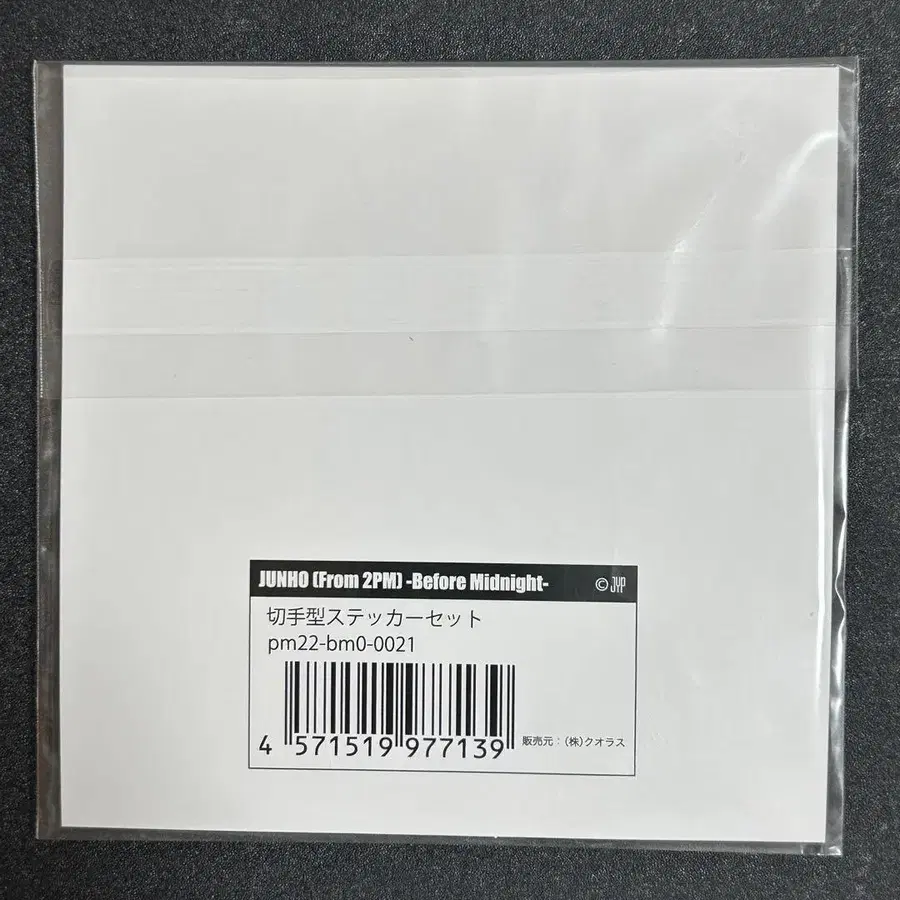 JUNHO (From 2PM) -Before Midnight- © JYP
切手型ステッカーセット
pm22-bm0-0021
4 571519 977139
販売元：(株)クオラス